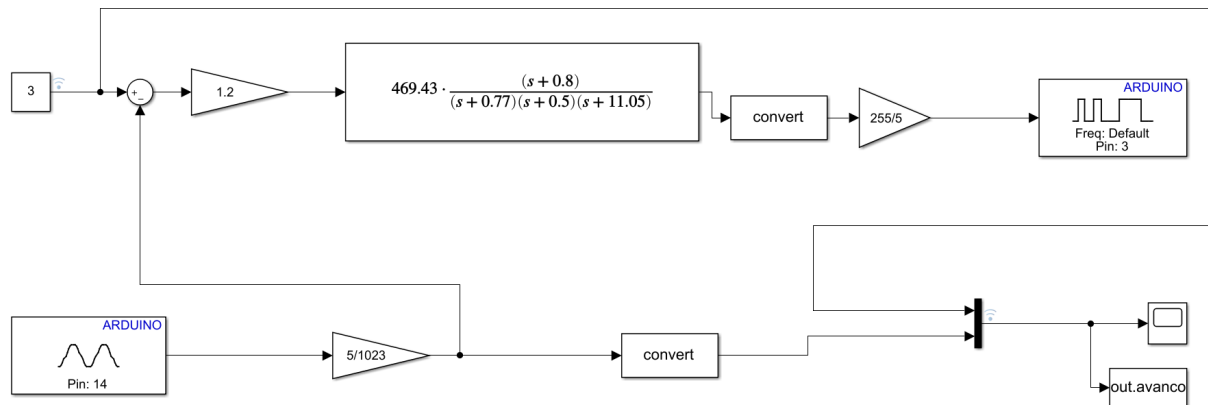 3
+
−
1.2
469.43 · (s + 0.8) / (s + 0.77)(s + 0.5)(s + 11.05)
convert
255/5
ARDUINO
Freq: Default
Pin: 3
ARDUINO
Pin: 14
5/1023
convert
out.avanco